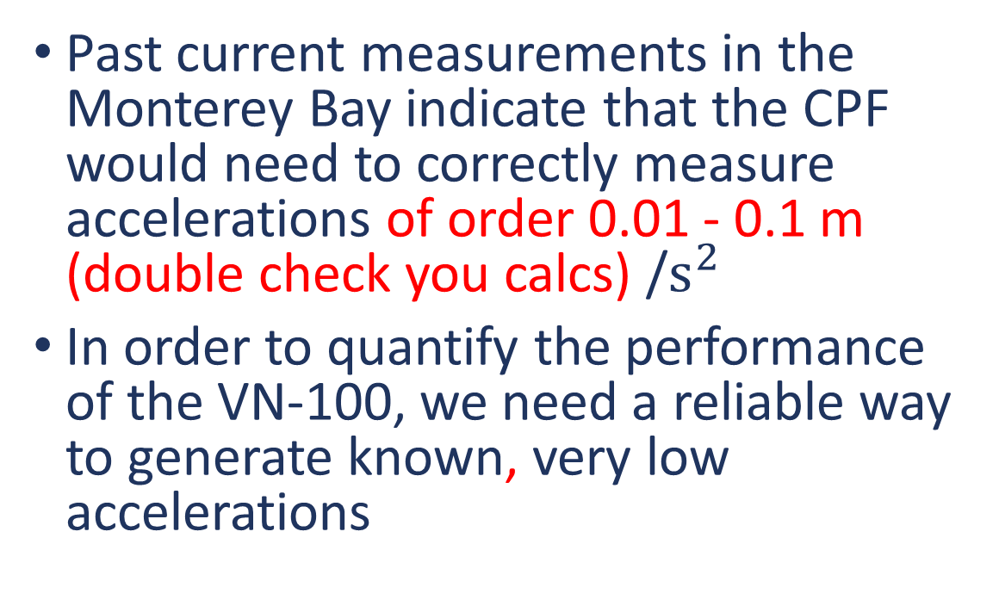 • Past current measurements in the
Monterey Bay indicate that the CPF
would need to correctly measure
accelerations of order 0.01 - 0.1 m
(double check you calcs) /s²
• In order to quantify the performance
of the VN-100, we need a reliable way
to generate known, very low
accelerations